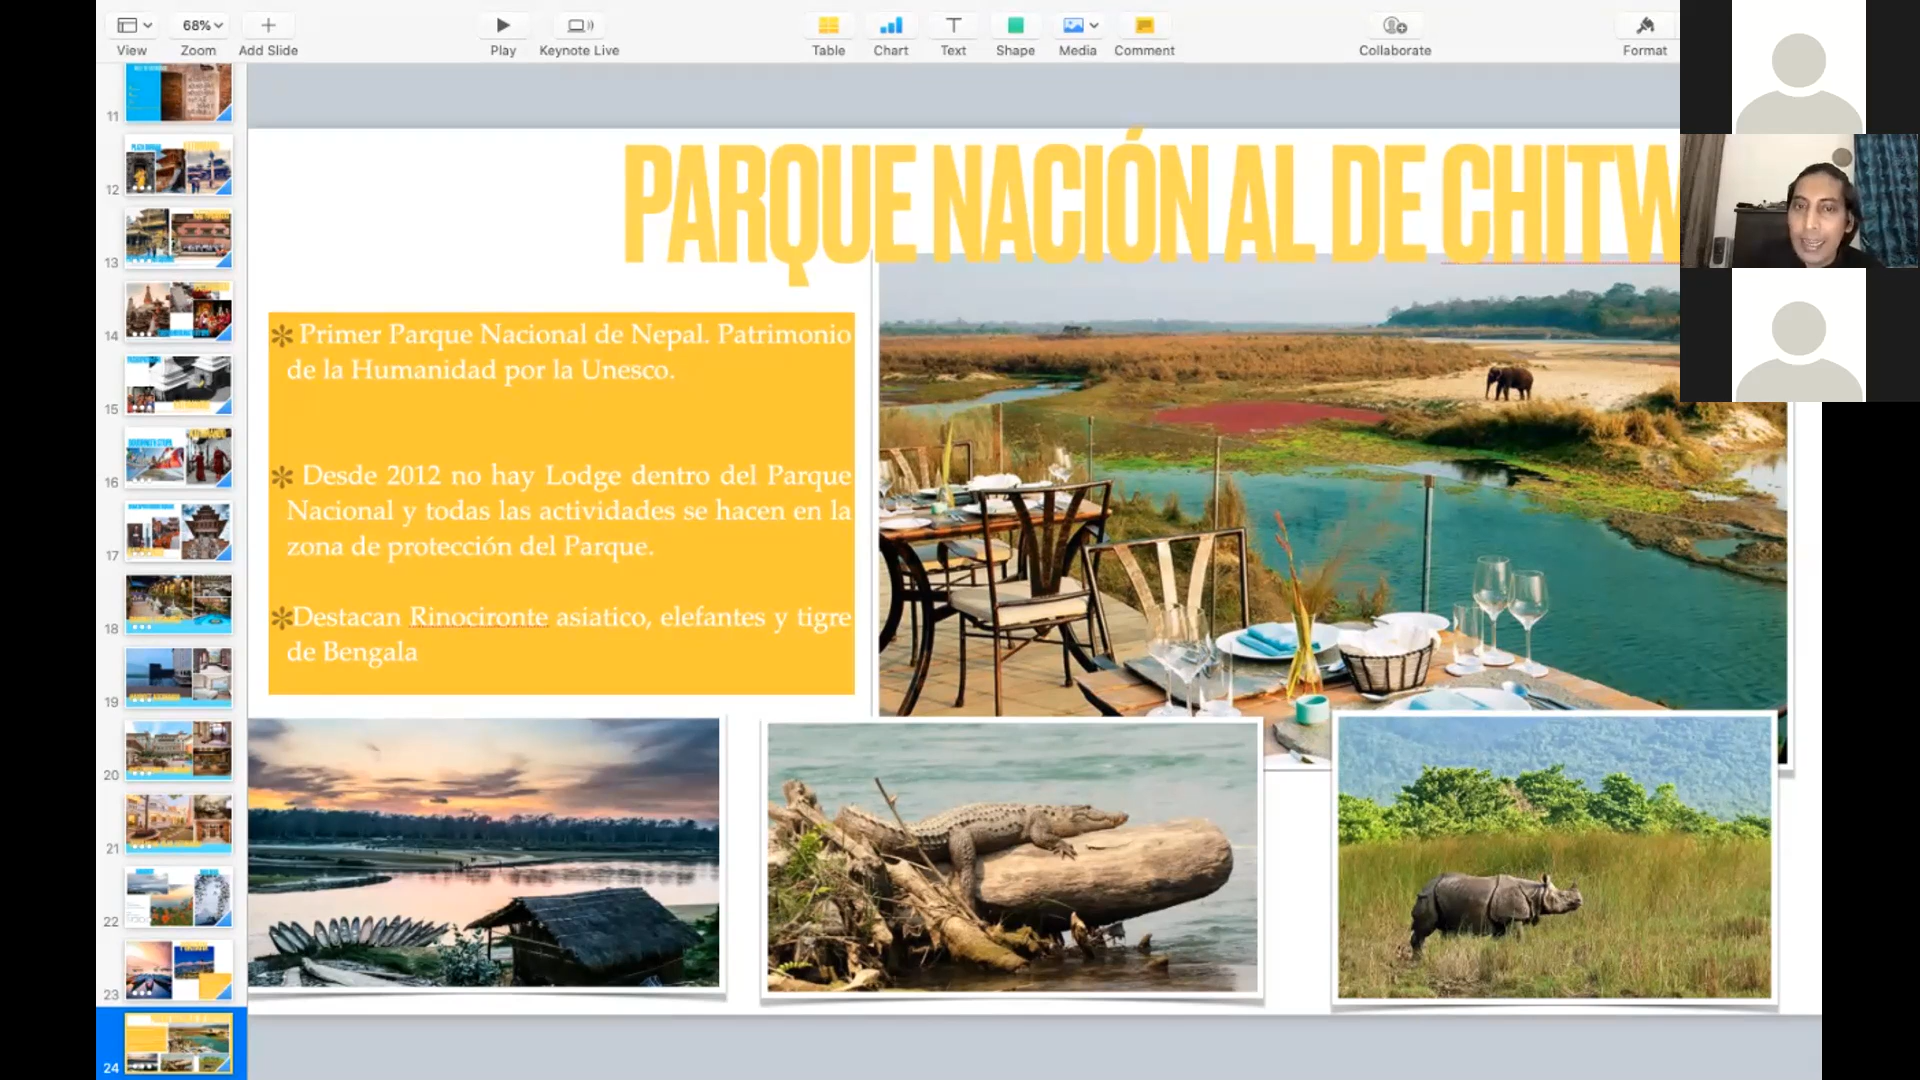 View
68%
Zoom
Add Slide
Play
Keynote Live
Table
Chart
Text
Shape
Media
Comment
Collaborate
Format
11
12
13
14
15
16
17
18
19
20
21
22
23
24
PARQUE NACIÓN AL DE CHITW
✼ Primer Parque Nacional de Nepal. Patrimonio
de la Humanidad por la Unesco.
✼ Desde 2012 no hay Lodge dentro del Parque
Nacional y todas las actividades se hacen en la
zona de protección del Parque.
✼Destacan Rinocironte asiatico, elefantes y tigre
de Bengala